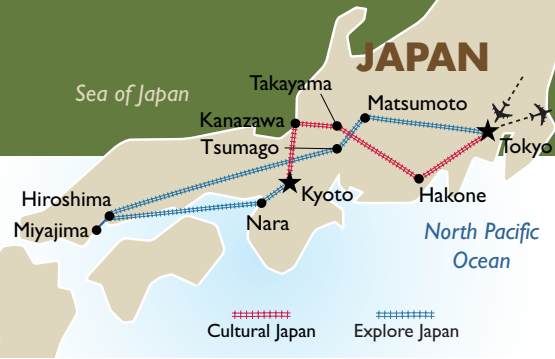 JAPAN
Takayama
Sea of Japan
Matsumoto
Kanazawa
Tsumago
Tokyo
Hiroshima
Kyoto
Hakone
Miyajima
Nara
North Pacific
Ocean
Cultural Japan
Explore Japan